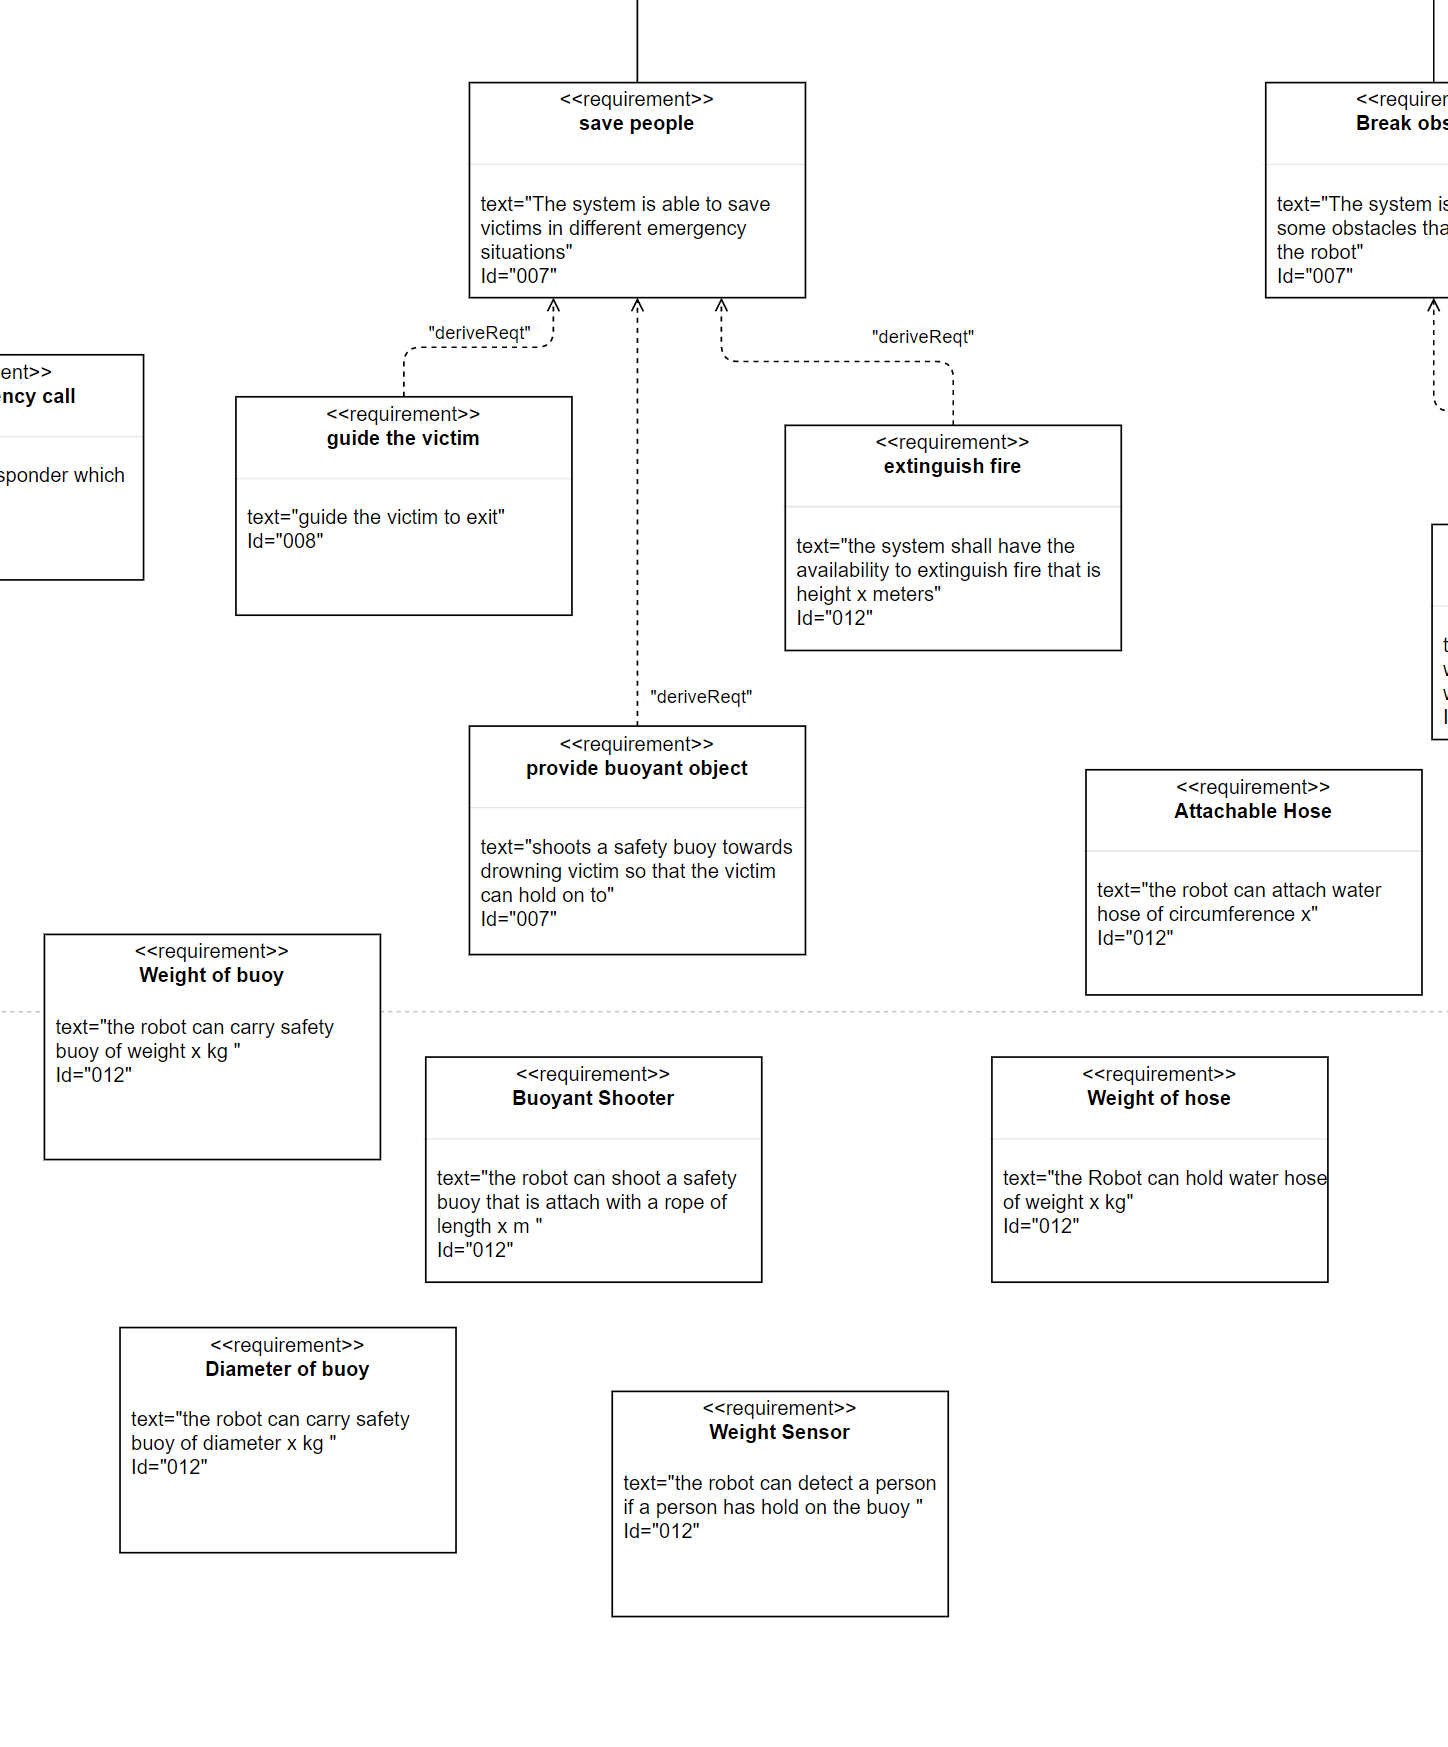 <<requirement>>
save people
text="The system is able to save
victims in different emergency
situations"
Id="007"
Break
text="The system
some obstacles
the robot"
Id="007"
"deriveReqt"
"deriveReqt"
call
which
<<requirement>>
guide the victim
text="guide the victim to exit"
Id="008"
<<requirement>>
extinguish fire
text="the system shall have the
availability to extinguish fire that is
height x meters"
Id="012"
"deriveReqt"
<<requirement>>
provide buoyant object
text="shoots a safety buoy towards
drowning victim so that the victim
can hold on to"
Id="007"
<<requirement>>
Attachable Hose
text="the robot can attach water
hose of circumference x"
Id="012"
<<requirement>>
Weight of buoy
text="the robot can carry safety
buoy of weight x kg "
Id="012"
<<requirement>>
Buoyant Shooter
text="the robot can shoot a safety
buoy that is attach with a rope of
length x m "
Id="012"
<<requirement>>
Weight of hose
text="the Robot can hold water hose
of weight x kg"
Id="012"
<<requirement>>
Diameter of buoy
text="the robot can carry safety
buoy of diameter x kg "
Id="012"
<<requirement>>
Weight Sensor
text="the robot can detect a person
if a person has hold on the buoy "
Id="012"